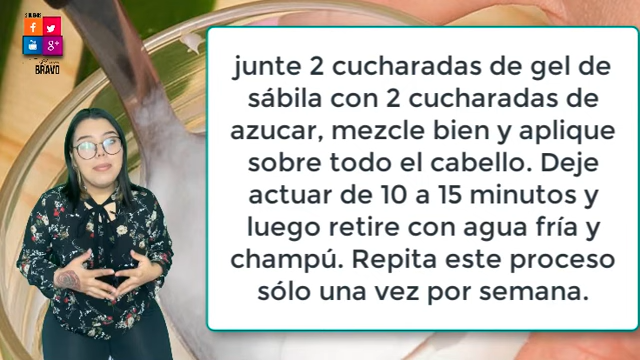 BRAVO
junte 2 cucharadas de gel de
sábila con 2 cucharadas de
azucar, mezcle bien y aplique
sobre todo el cabello. Deje
actuar de 10 a 15 minutos y
luego retire con agua fría y
champú. Repita este proceso
sólo una vez por semana.